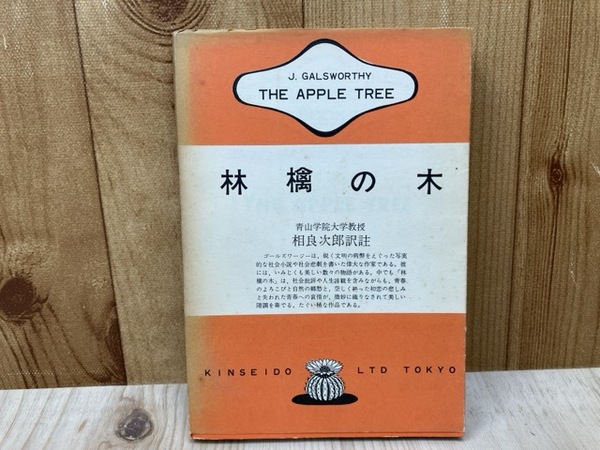 J. GALSWORTHY
THE APPLE TREE
林檎の木
青山学院大学教授
相良次郎訳註
ゴールズワージーは、鋭く文明の病弊をえぐった写実
的な社会小説や社会悲劇を書いた偉大な作家である。彼
には、いみじくも美しい数々の物語がある。中でも「林
檎の木」は、社会批評や人生諦観を含みながらも、青春
のよろこびと自然の郷愁と、空しく終った初恋の悲しみ
と失われた青春への哀惜が、微妙に織りなされて美しい
諧調を奏でる、たぐい稀な作品である。
KINSEIDO LTD TOKYO